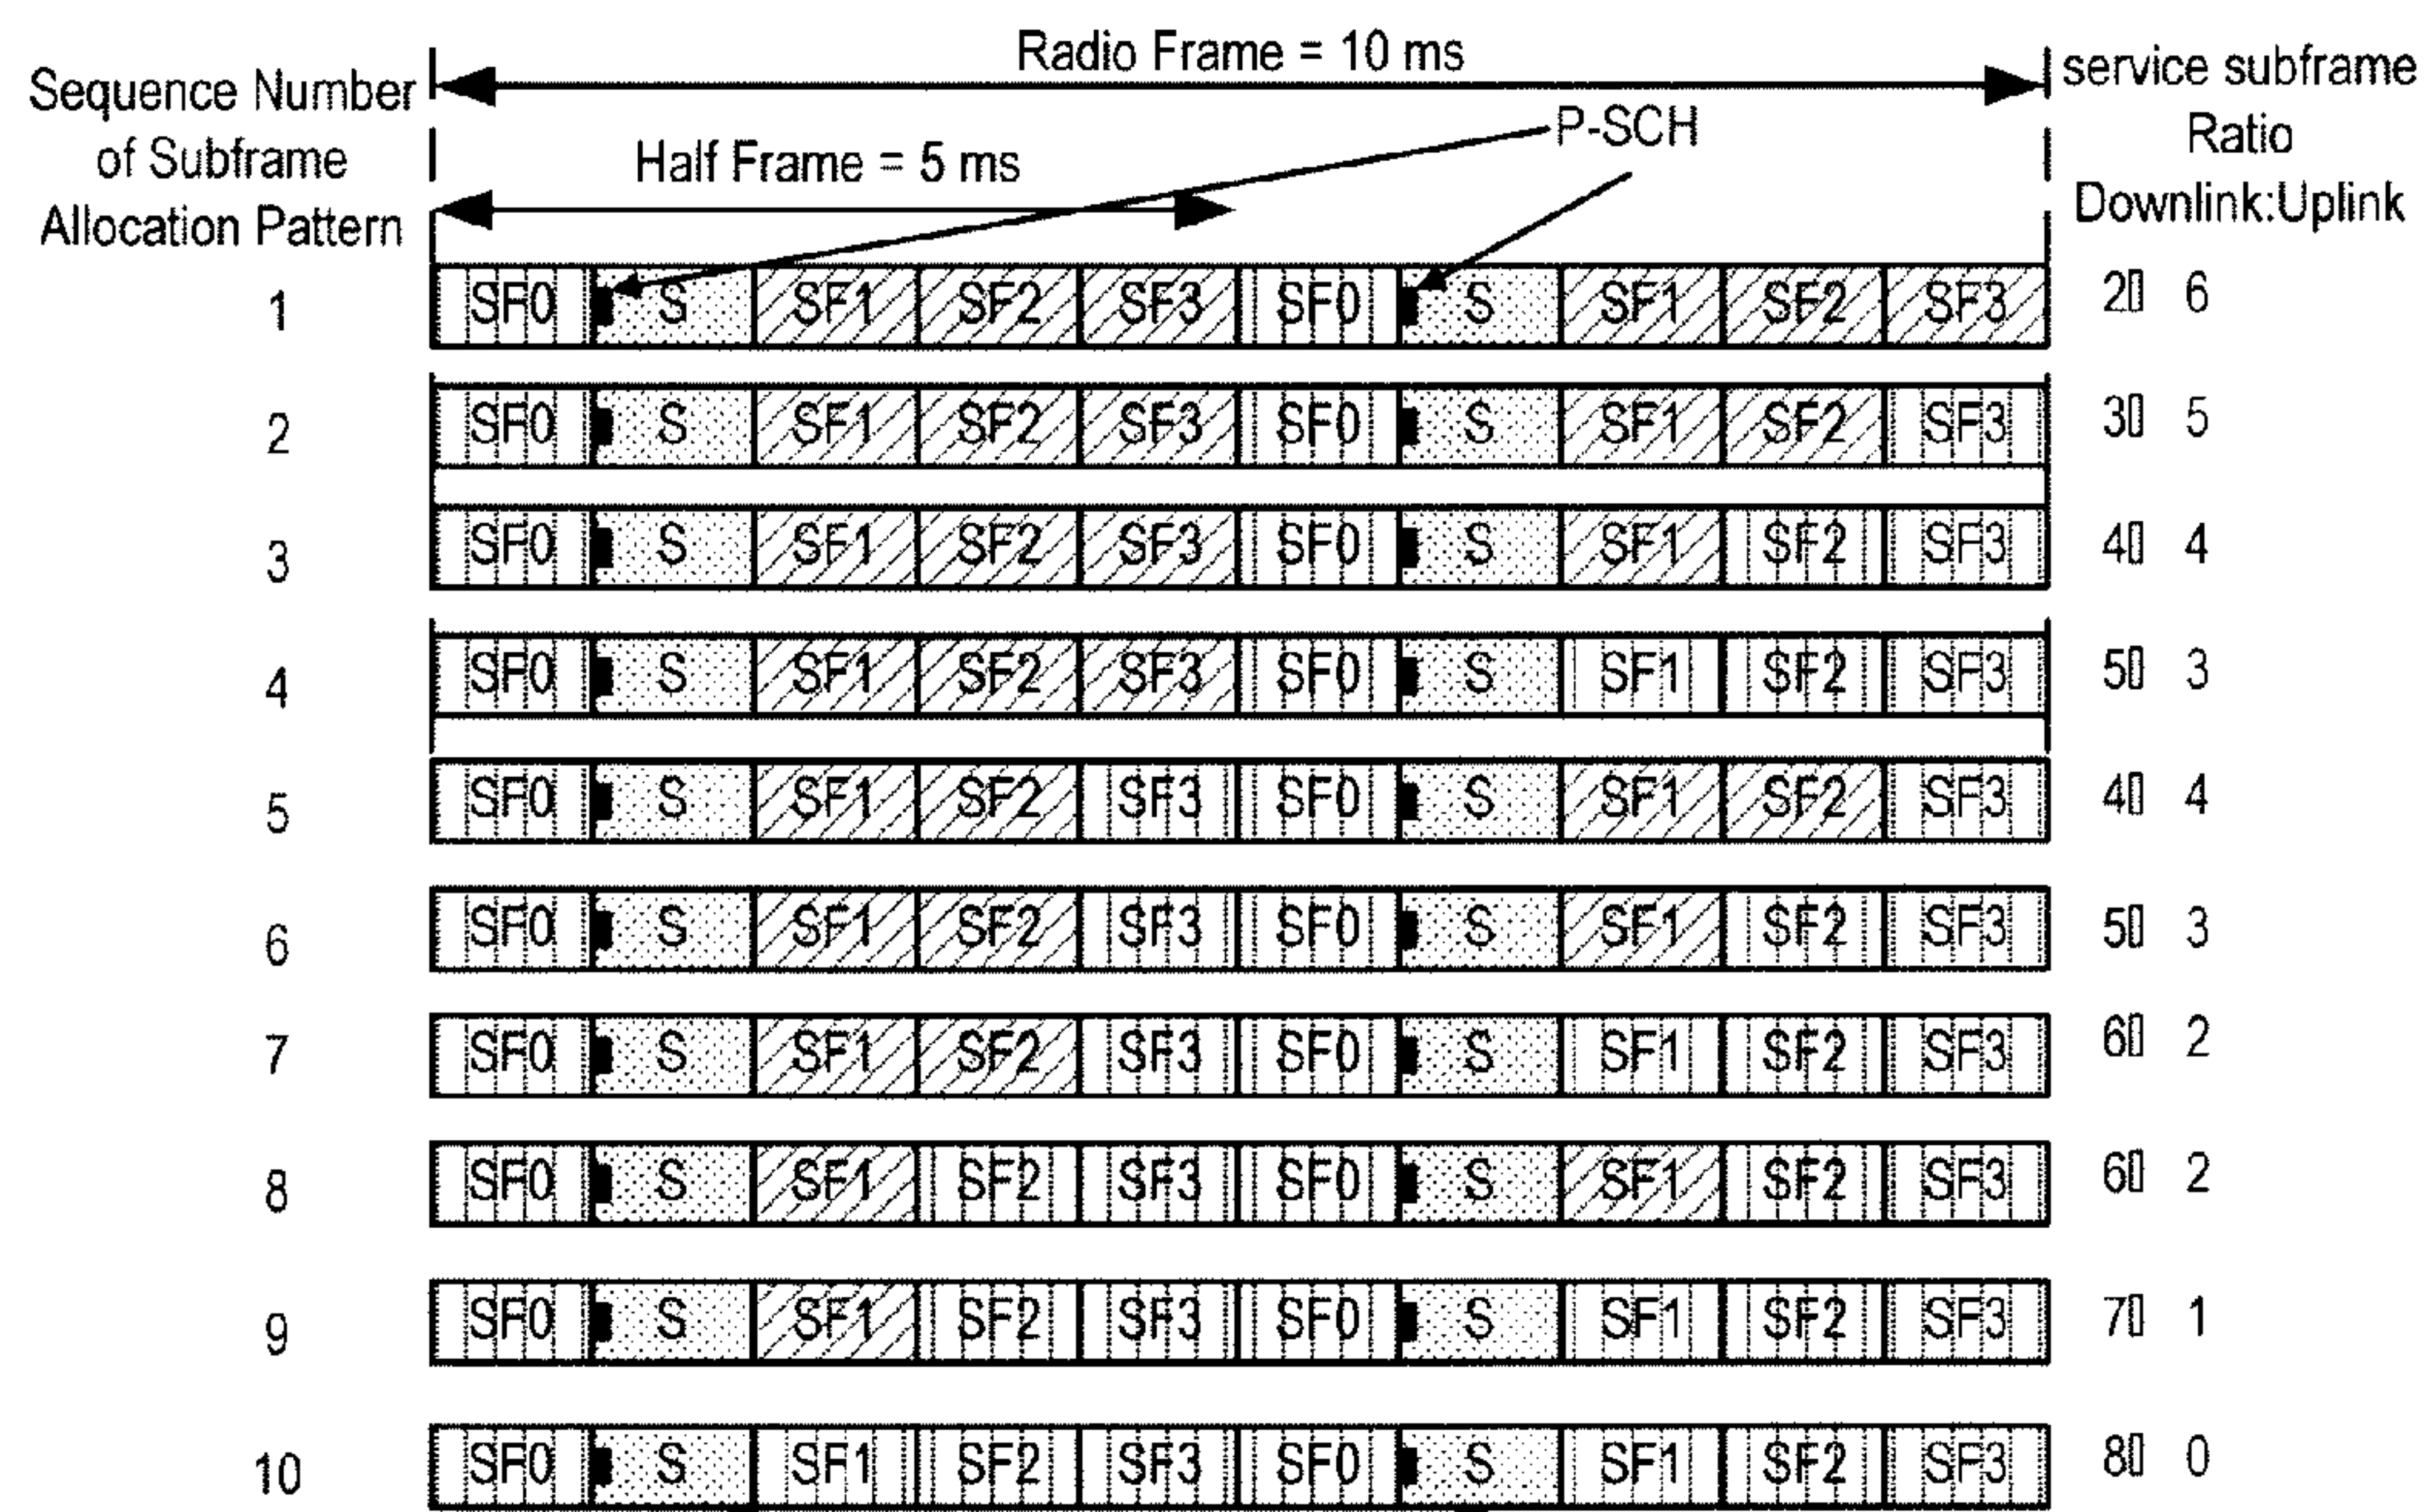 Radio Frame = 10 ms
Sequence Number
of Subframe
Allocation Pattern
service subframe
Ratio
Downlink:Uplink
P-SCH
Half Frame = 5 ms
1 SF0 S SF1 SF2 SF3 SF0 S SF1 SF2 SF3 2▯ 6
2 SF0 S SF1 SF2 SF3 SF0 S SF1 SF2 SF3 3▯ 5
3 SF0 S SF1 SF2 SF3 SF0 S SF1 SF2 SF3 4▯ 4
4 SF0 S SF1 SF2 SF3 SF0 S SF1 SF2 SF3 5▯ 3
5 SF0 S SF1 SF2 SF3 SF0 S SF1 SF2 SF3 4▯ 4
6 SF0 S SF1 SF2 SF3 SF0 S SF1 SF2 SF3 5▯ 3
7 SF0 S SF1 SF2 SF3 SF0 S SF1 SF2 SF3 6▯ 2
8 SF0 S SF1 SF2 SF3 SF0 S SF1 SF2 SF3 6▯ 2
9 SF0 S SF1 SF2 SF3 SF0 S SF1 SF2 SF3 7▯ 1
10 SF0 S SF1 SF2 SF3 SF0 S SF1 SF2 SF3 8▯ 0